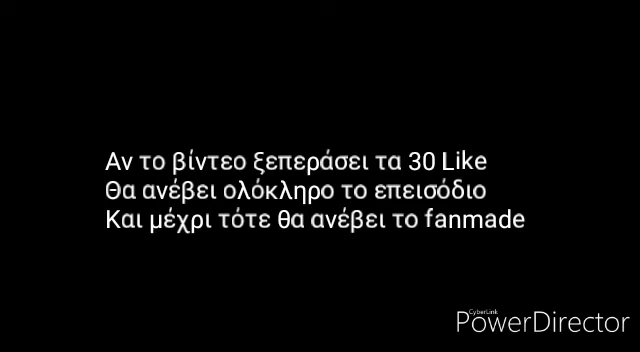 Αν το βίντεο ξεπεράσει τα 30 Like
Θα ανέβει ολόκληρο το επεισόδιο
Και μέχρι τότε θα ανέβει το fanmade
CyberLink
PowerDirector